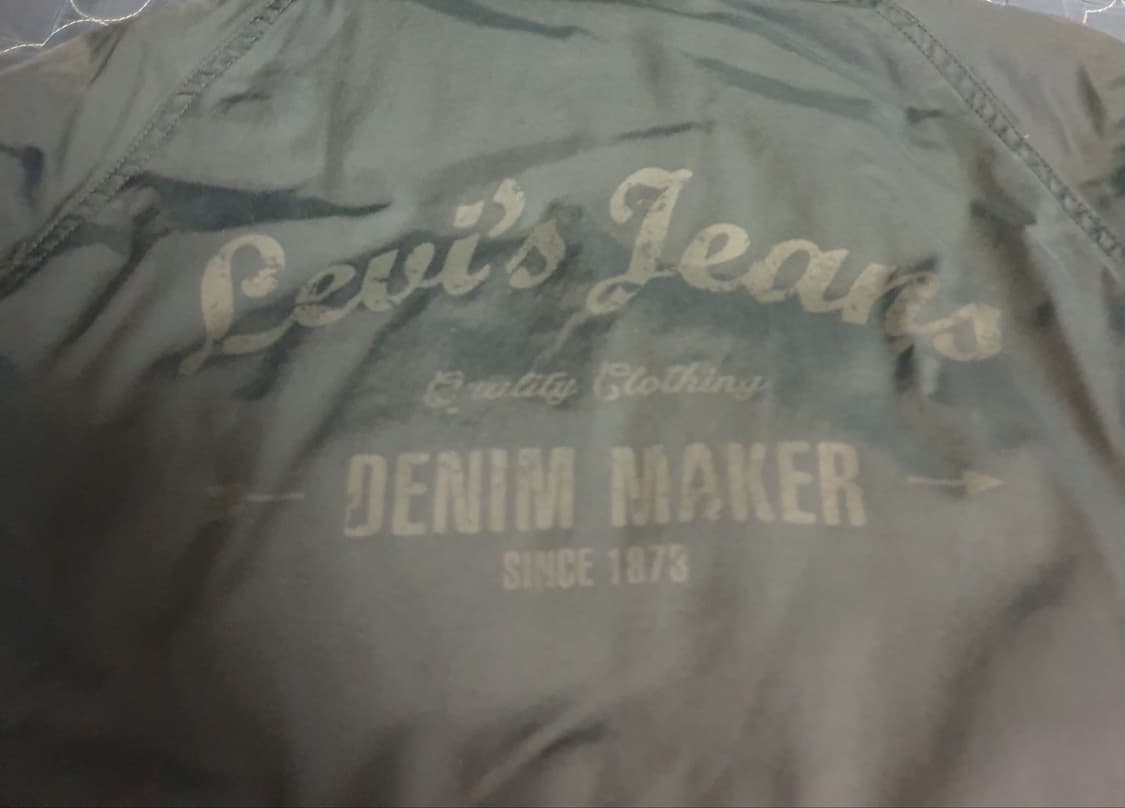 Levi's Jeans
Quality Clothing
DENIM MAKER
SINCE 1873